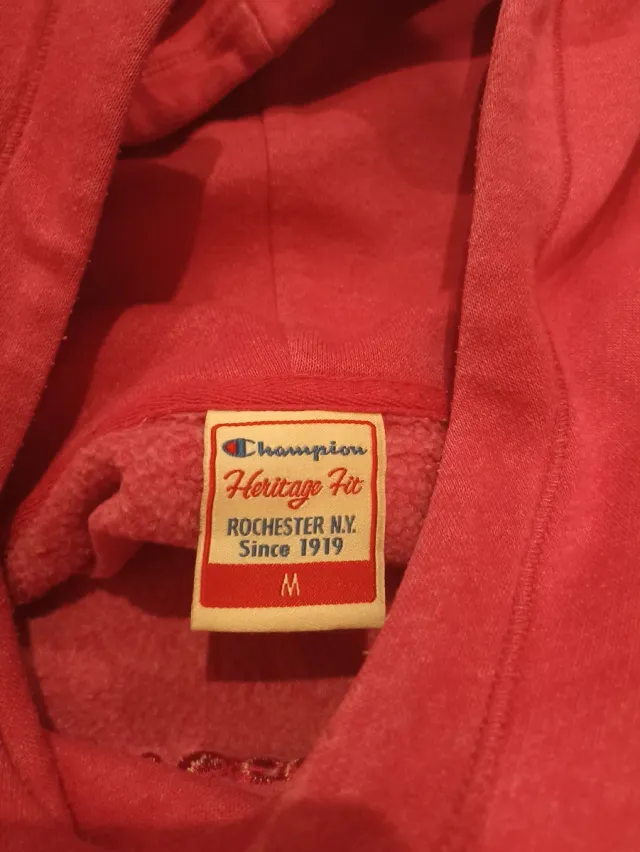 Champion
Heritage Fit
ROCHESTER N.Y.
Since 1919
M